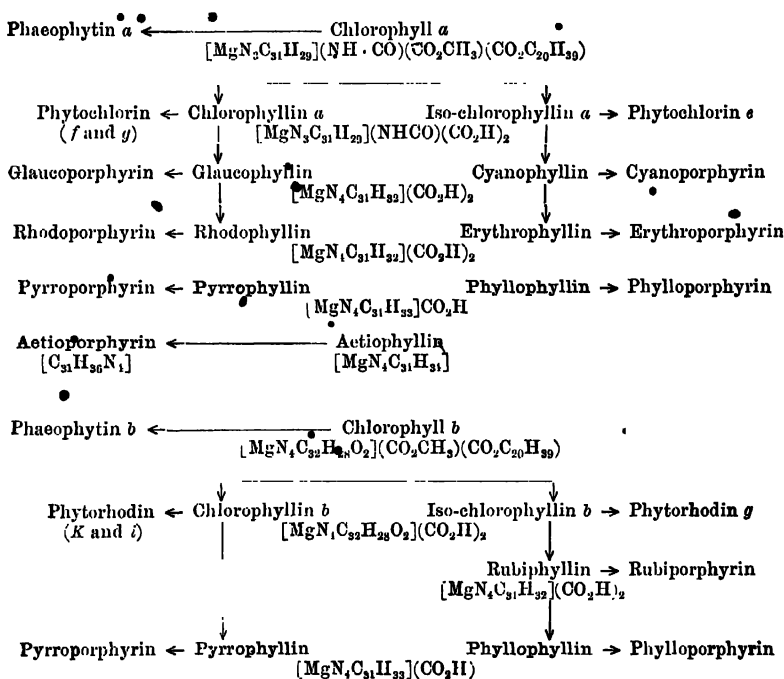 Phaeophytin a ← Chlorophyll a
[MgN₃C₃₁H₂₉](NH · CO)(CO₂CH₃)(CO₂C₂₀H₃₉)
Phytochlorin ← Chlorophyllin a Iso-chlorophyllin a → Phytochlorin e
(f and g) [MgN₃C₃₁H₂₉](NHCO)(CO₂H)₂
Glaucoporphyrin ← Glaucophyllin Cyanophyllin → Cyanoporphyrin
[MgN₄C₃₁H₃₂](CO₂H)₂
Rhodoporphyrin ← Rhodophyllin Erythrophyllin → Erythroporphyrin
[MgN₄C₃₁H₃₂](CO₂H)₂
Pyrroporphyrin ← Pyrrophyllin Phyllophyllin → Phylloporphyrin
[MgN₄C₃₁H₃₃]CO₂H
Aetioporphyrin ← Aetiophyllin
[C₃₁H₃₆N₄] [MgN₄C₃₁H₃₄]
Phaeophytin b ← Chlorophyll b
[MgN₄C₃₂H₂₈O₂](CO₂CH₃)(CO₂C₂₀H₃₉)
Phytorhodin ← Chlorophyllin b Iso-chlorophyllin b → Phytorhodin g
(K and i) [MgN₄C₃₂H₂₈O₂](CO₂H)₂
Rubiphyllin → Rubiporphyrin
[MgN₄C₃₁H₃₂](CO₂H)₂
Pyrroporphyrin ← Pyrrophyllin Phyllophyllin → Phylloporphyrin
[MgN₄C₃₁H₃₃](CO₂H)